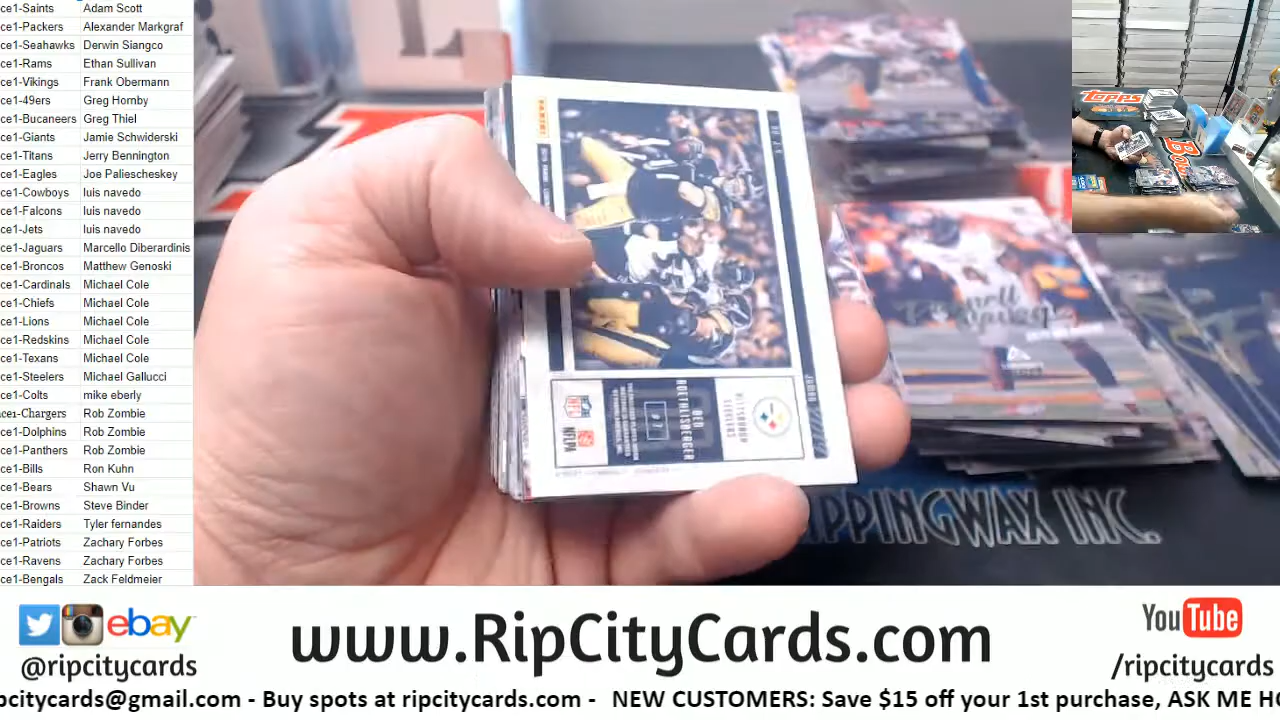 ce1-Saints Adam Scott
ce1-Packers Alexander Markgraf
ce1-Seahawks Derwin Siangco
ce1-Rams Ethan Sullivan
ce1-Vikings Frank Obermann
ce1-49ers Greg Hornby
ce1-Bucaneers Greg Thiel
ce1-Giants Jamie Schwiderski
ce1-Titans Jerry Bennington
ce1-Eagles Joe Paliescheskey
ce1-Cowboys luis navedo
ce1-Falcons luis navedo
ce1-Jets luis navedo
ce1-Jaguars Marcello Diberardinis
ce1-Broncos Matthew Genoski
ce1-Cardinals Michael Cole
ce1-Chiefs Michael Cole
ce1-Lions Michael Cole
ce1-Redskins Michael Cole
ce1-Texans Michael Cole
ce1-Steelers Michael Gallucci
ce1-Colts mike eberly
ace1-Chargers Rob Zombie
ce1-Dolphins Rob Zombie
ce1-Panthers Rob Zombie
ce1-Bills Ron Kuhn
ce1-Bears Shawn Vu
ce1-Browns Steve Binder
ce1-Raiders Tyler fernandes
ce1-Patriots Zachary Forbes
ce1-Ravens Zachary Forbes
ce1-Bengals Zack Feldmeier
PANINI
PITTSBURGH
STEELERS
BEN
ROETHLISBERGER
#7
NFL
NFLPA
Topps
RIPPINGWAX INC.
ebay
@ripcitycards
www.RipCityCards.com
YouTube
/ripcitycards
pcitycards@gmail.com - Buy spots at ripcitycards.com - NEW CUSTOMERS: Save $15 off your 1st purchase, ASK ME HO